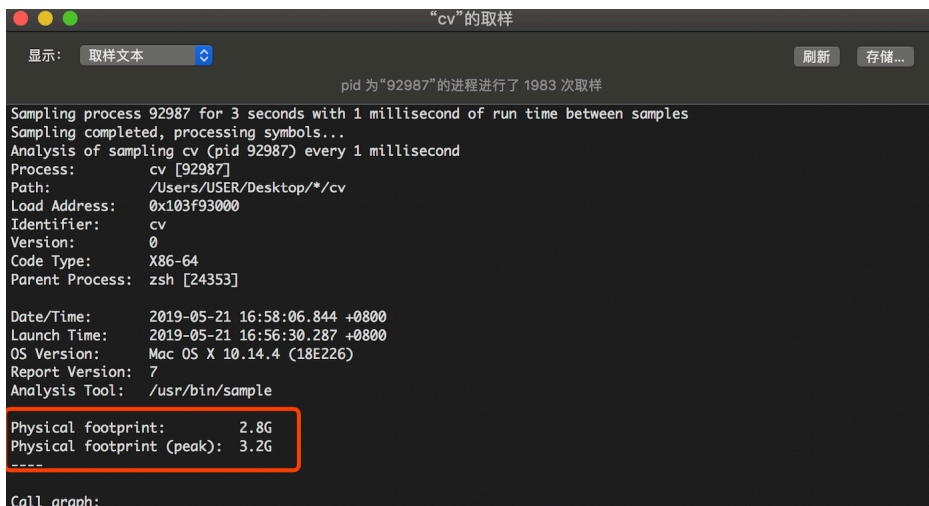 “cv”的取样
显示： 取样文本 刷新 存储...
pid 为“92987”的进程进行了 1983 次取样
Sampling process 92987 for 3 seconds with 1 millisecond of run time between samples
Sampling completed, processing symbols...
Analysis of sampling cv (pid 92987) every 1 millisecond
Process: cv [92987]
Path: /Users/USER/Desktop/*/cv
Load Address: 0x103f93000
Identifier: cv
Version: 0
Code Type: X86-64
Parent Process: zsh [24353]
Date/Time: 2019-05-21 16:58:06.844 +0800
Launch Time: 2019-05-21 16:56:30.287 +0800
OS Version: Mac OS X 10.14.4 (18E226)
Report Version: 7
Analysis Tool: /usr/bin/sample
Physical footprint: 2.8G
Physical footprint (peak): 3.2G
----
Call graph: